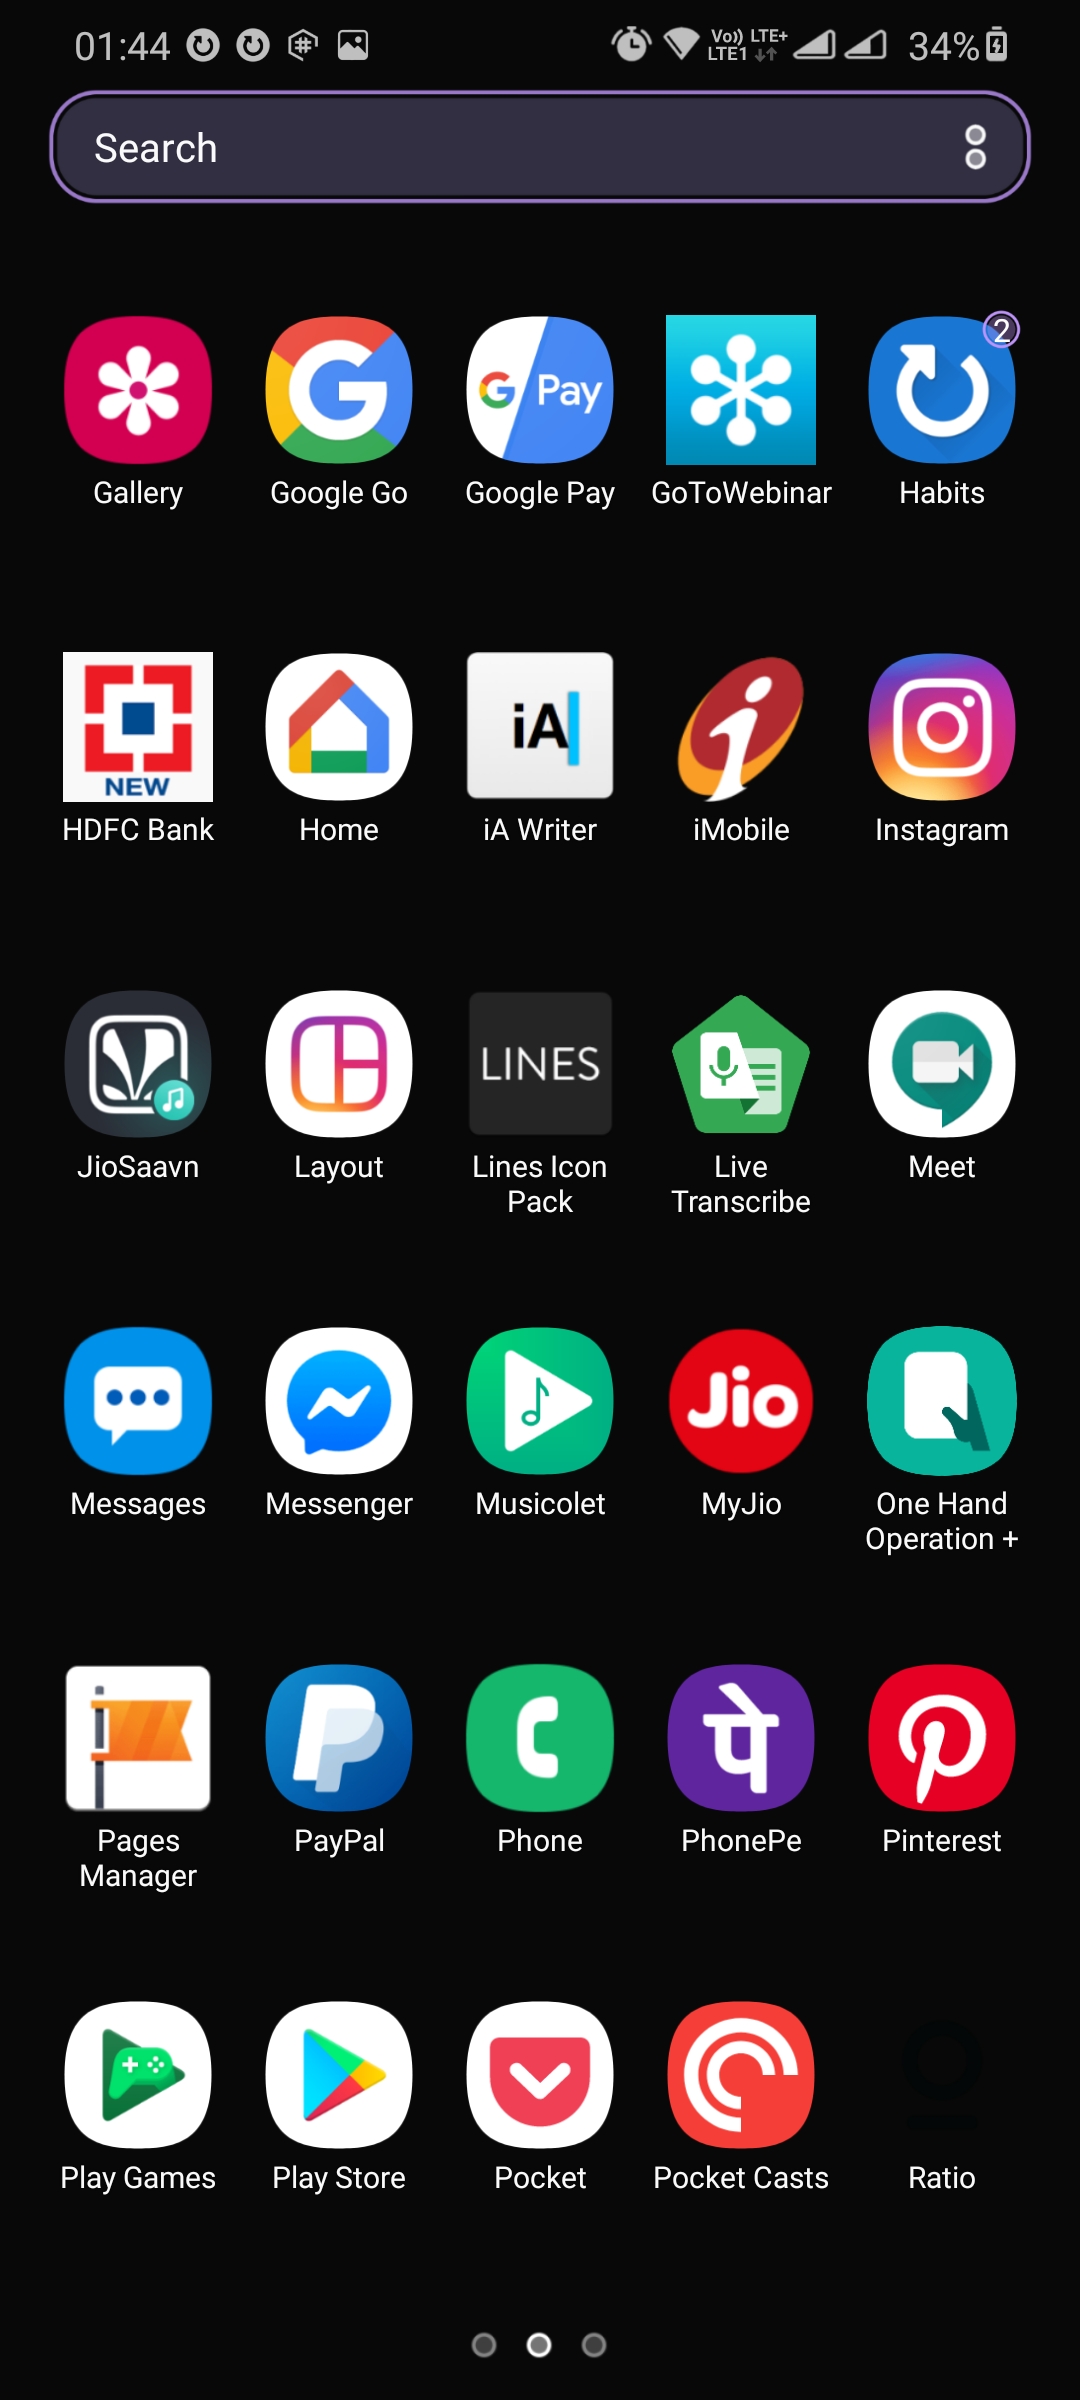 01:44 Vo)) LTE+ LTE1 34%
Search
G Pay
2
Gallery Google Go Google Pay GoToWebinar Habits
NEW iA
HDFC Bank Home iA Writer iMobile Instagram
LINES
JioSaavn Layout Lines Icon Pack Live Transcribe Meet
Jio
Messages Messenger Musicolet MyJio One Hand Operation +
पे
Pages Manager PayPal Phone PhonePe Pinterest
Play Games Play Store Pocket Pocket Casts Ratio